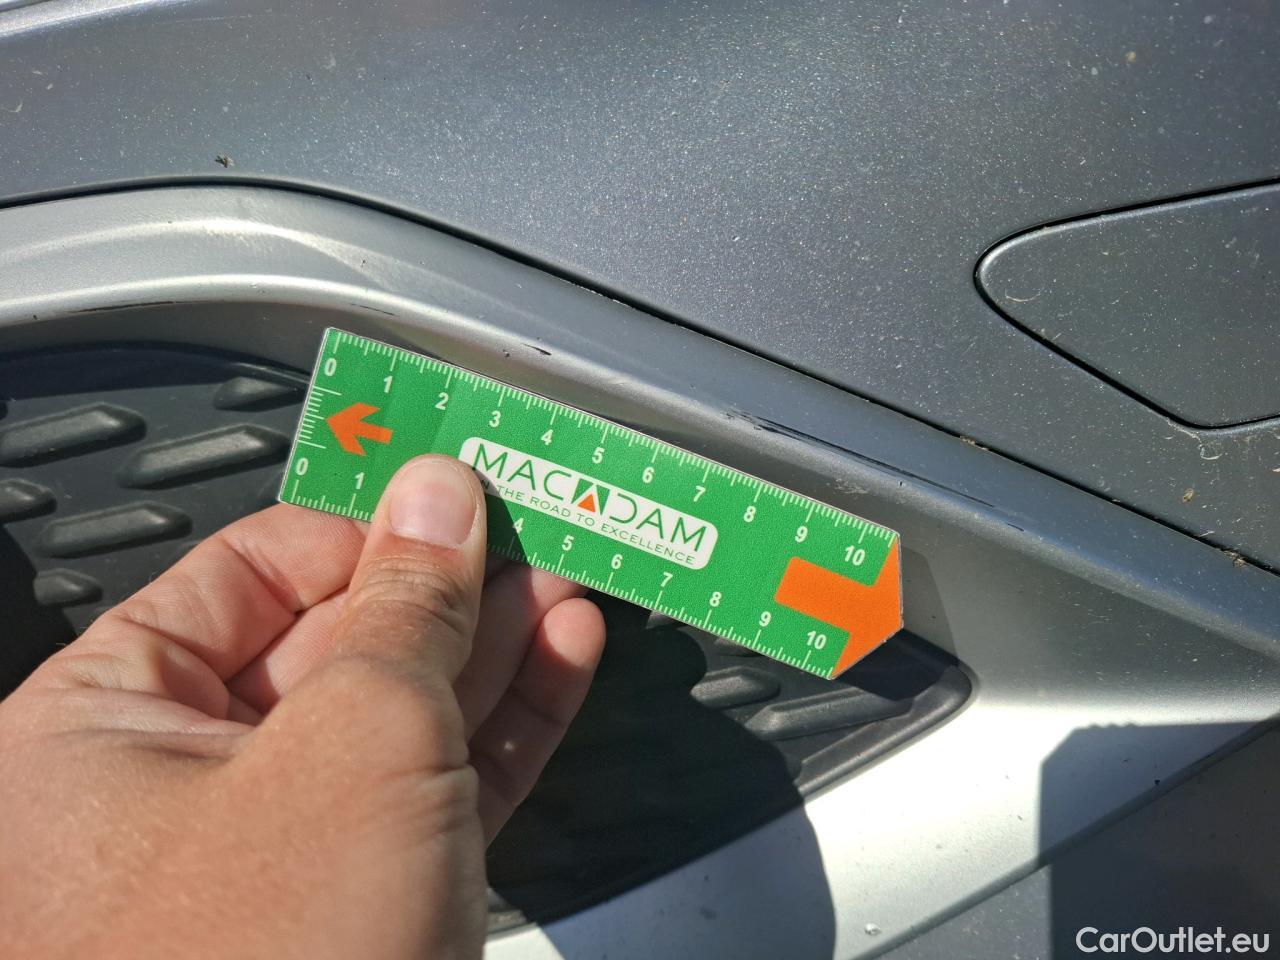 0 1 2 3 4 5 6 7 8 9 10
MACADAM
N THE ROAD TO EXCELLENCE
0 1 4 5 6 7 8 9 10
CarOutlet.eu